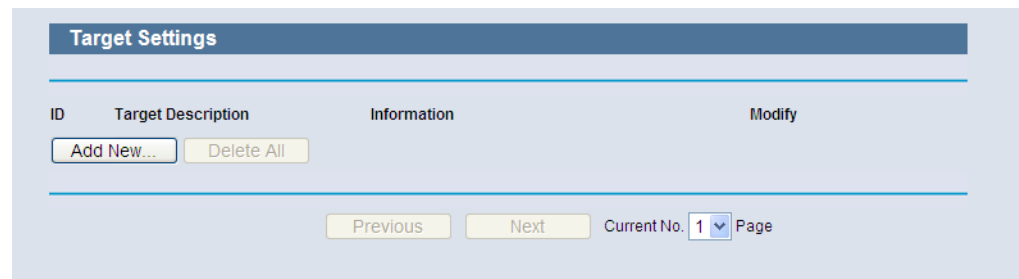 Target Settings
ID Target Description Information Modify
Add New... Delete All
Previous Next Current No. 1 Page